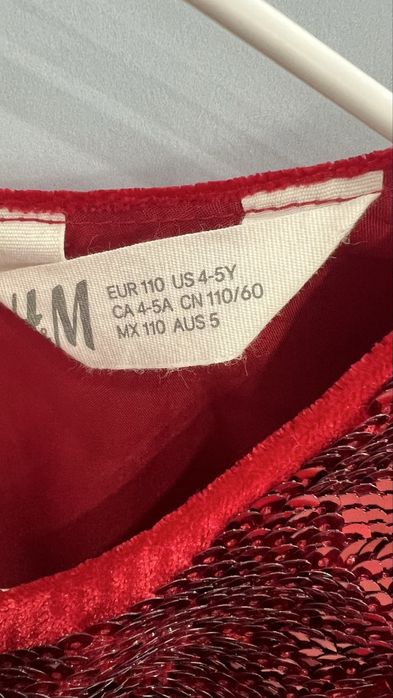 H&M
EUR 110 US 4-5Y
CA 4-5A CN 110/60
MX 110 AUS 5